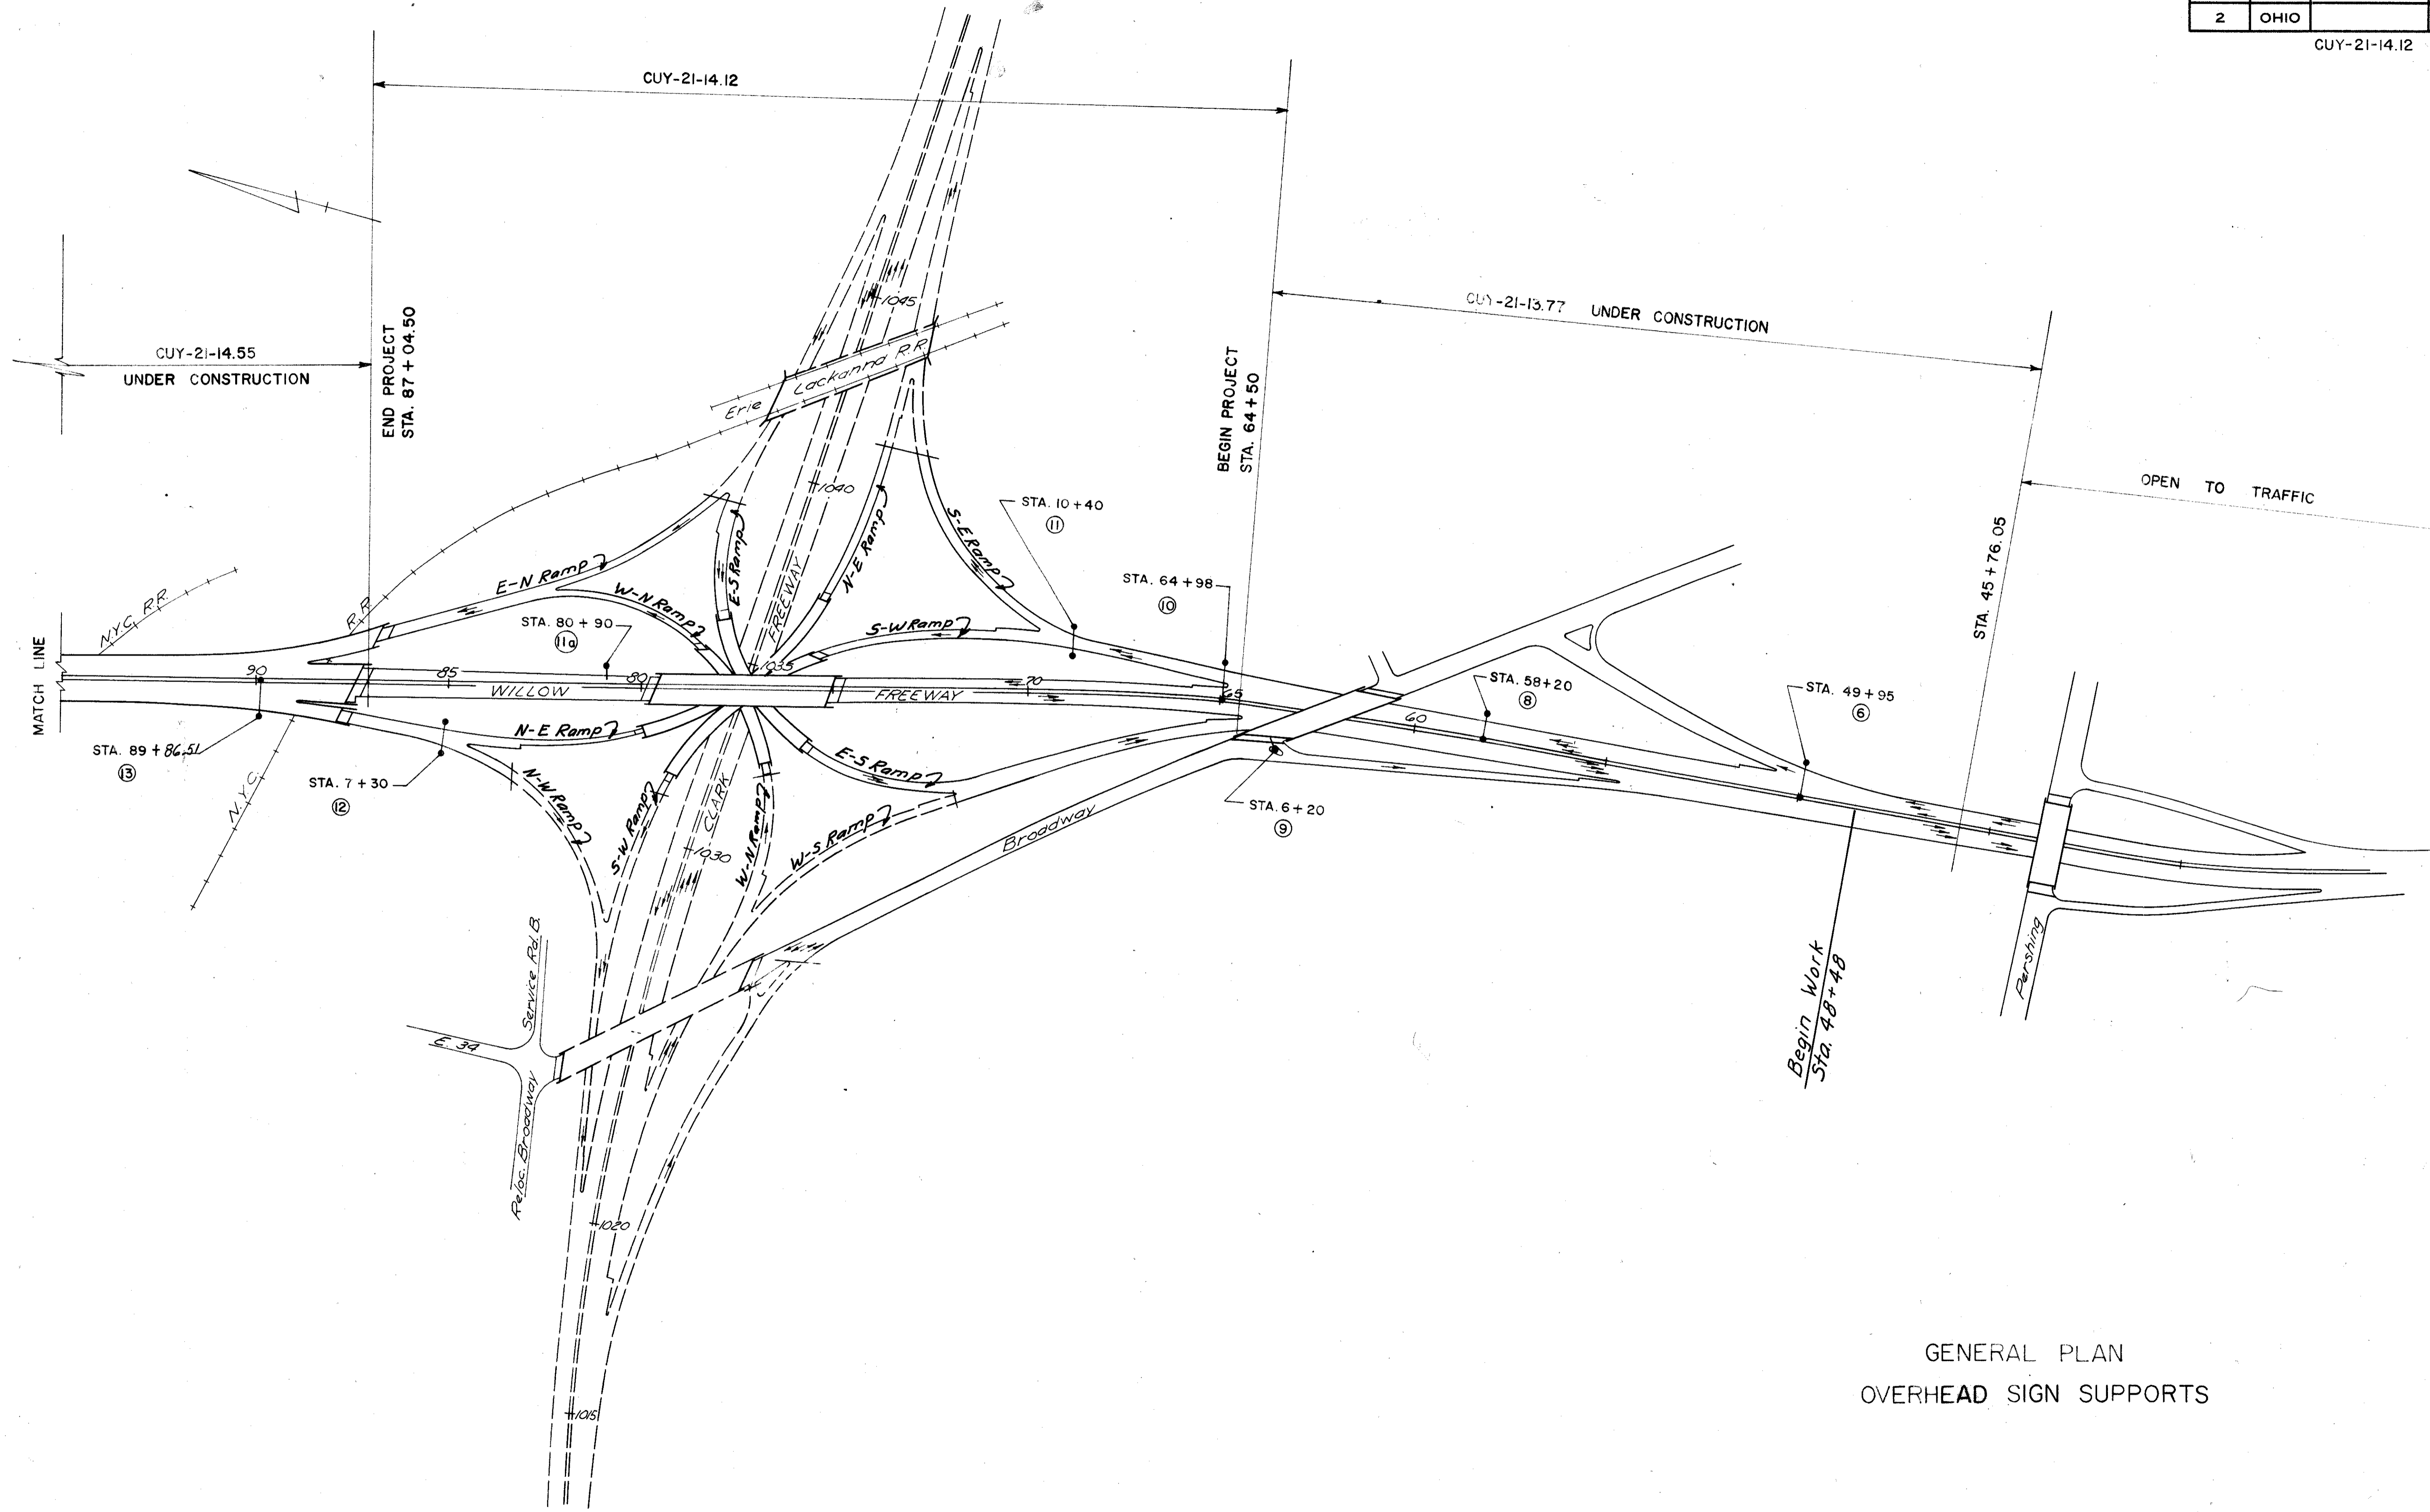 2 OHIO
CUY-21-14.12
CUY-21-14.12
CUY-21-13.77 UNDER CONSTRUCTION
CUY-21-14.55
UNDER CONSTRUCTION
END PROJECT
STA. 87 + 04.50
BEGIN PROJECT
STA. 64+50
OPEN TO TRAFFIC
STA. 45+76.05
1045
Erie Lackanna R.R.
1040
STA. 10+40
11
S-E Ramp
N-E Ramp
E-S Ramp
FREEWAY
E-N Ramp
W-N Ramp
STA. 64+98
10
N.Y.C. R.R.
R.R.
STA. 80 + 90
11a
S-W Ramp
1035
MATCH LINE
90
85
80
70
65
60
WILLOW
FREEWAY
STA. 58+20
8
STA. 49+95
6
STA. 89 + 86.51
13
N-E Ramp
STA. 7+30
12
N.Y.C.
N-W Ramp
S-W Ramp
CLARK
1030
W-N Ramp
E-S Ramp
W-S Ramp
STA. 6+20
9
Broadway
Pershing
Begin Work
Sta. 48+48
Service Rd. B.
E. 34
Reloc. Broadway
1020
1015
GENERAL PLAN
OVERHEAD SIGN SUPPORTS